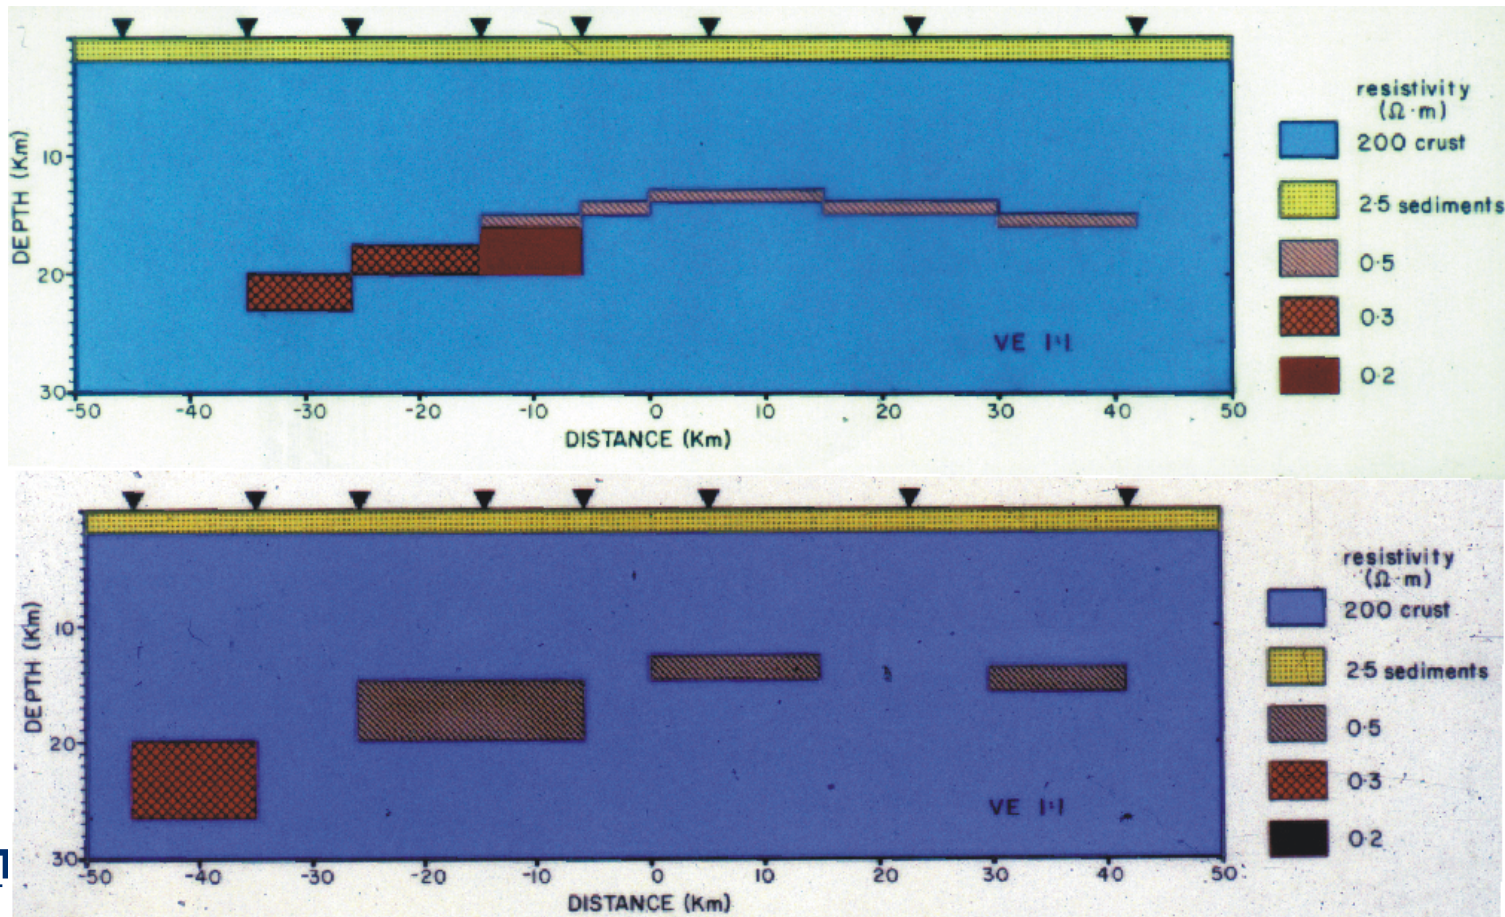 resistivity
(Ω·m)
200 crust
2·5 sediments
0·5
0·3
0·2
DEPTH (Km)
10
20
30
VE 1:1
-50 -40 -30 -20 -10 0 10 20 30 40 50
DISTANCE (Km)
resistivity
(Ω·m)
200 crust
2·5 sediments
0·5
0·3
0·2
DEPTH (Km)
10
20
30
VE 1:1
-50 -40 -30 -20 -10 0 10 20 30 40 50
DISTANCE (Km)